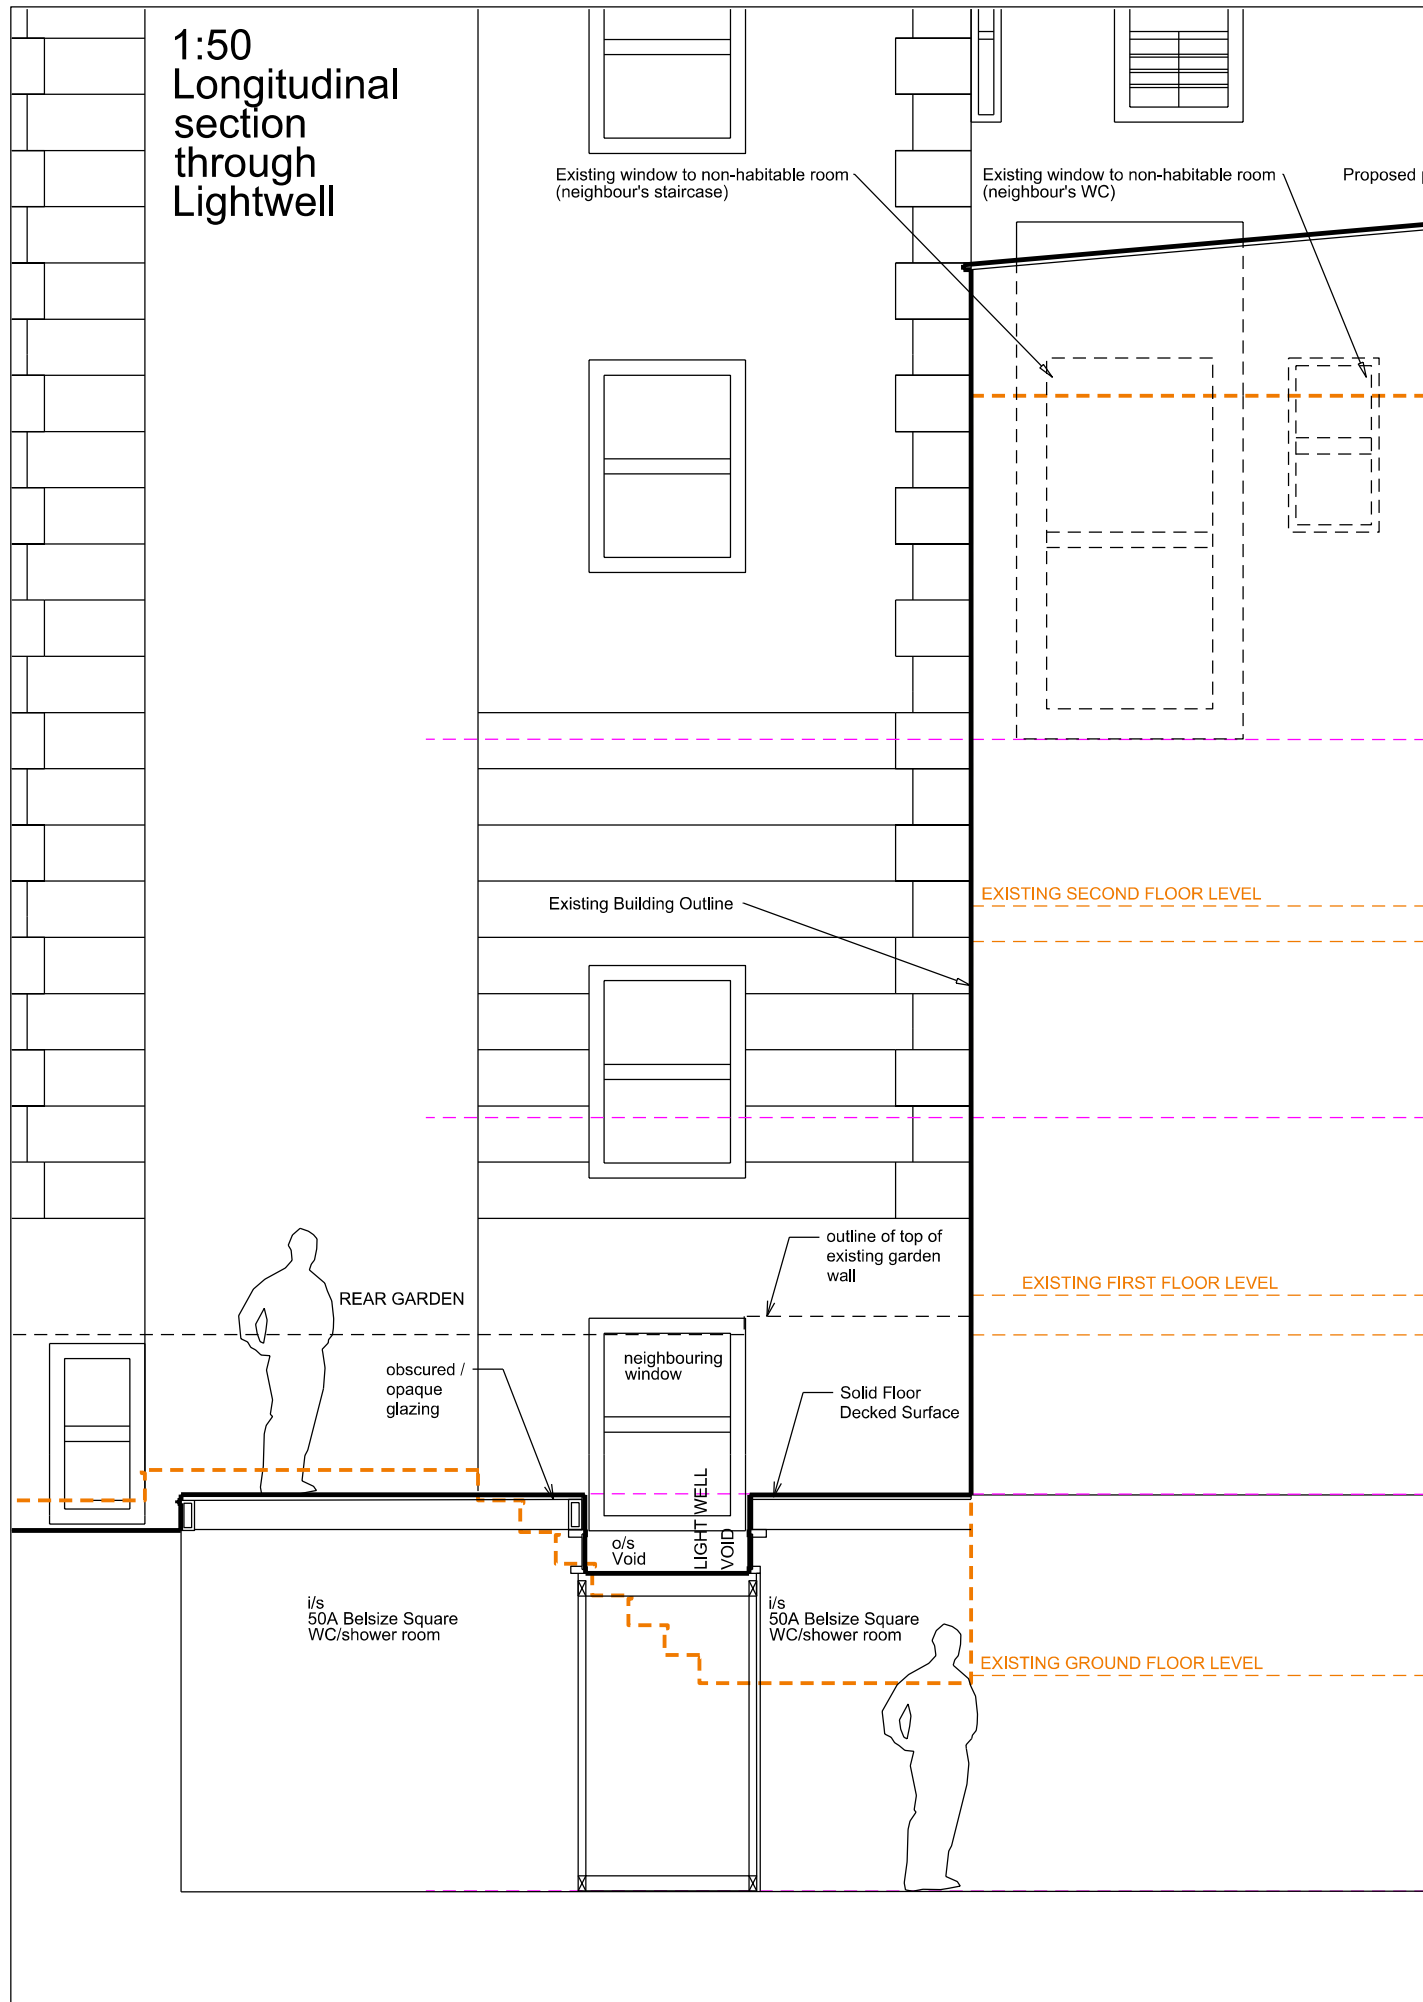 1:50
Longitudinal
section
through
Lightwell
Existing window to non-habitable room
(neighbour's staircase)
Existing window to non-habitable room
(neighbour's WC)
Proposed
EXISTING SECOND FLOOR LEVEL
Existing Building Outline
outline of top of
existing garden
wall
EXISTING FIRST FLOOR LEVEL
REAR GARDEN
neighbouring
window
obscured /
opaque
glazing
Solid Floor
Decked Surface
LIGHT WELL
VOID
o/s
Void
i/s
50A Belsize Square
WC/shower room
i/s
50A Belsize Square
WC/shower room
EXISTING GROUND FLOOR LEVEL